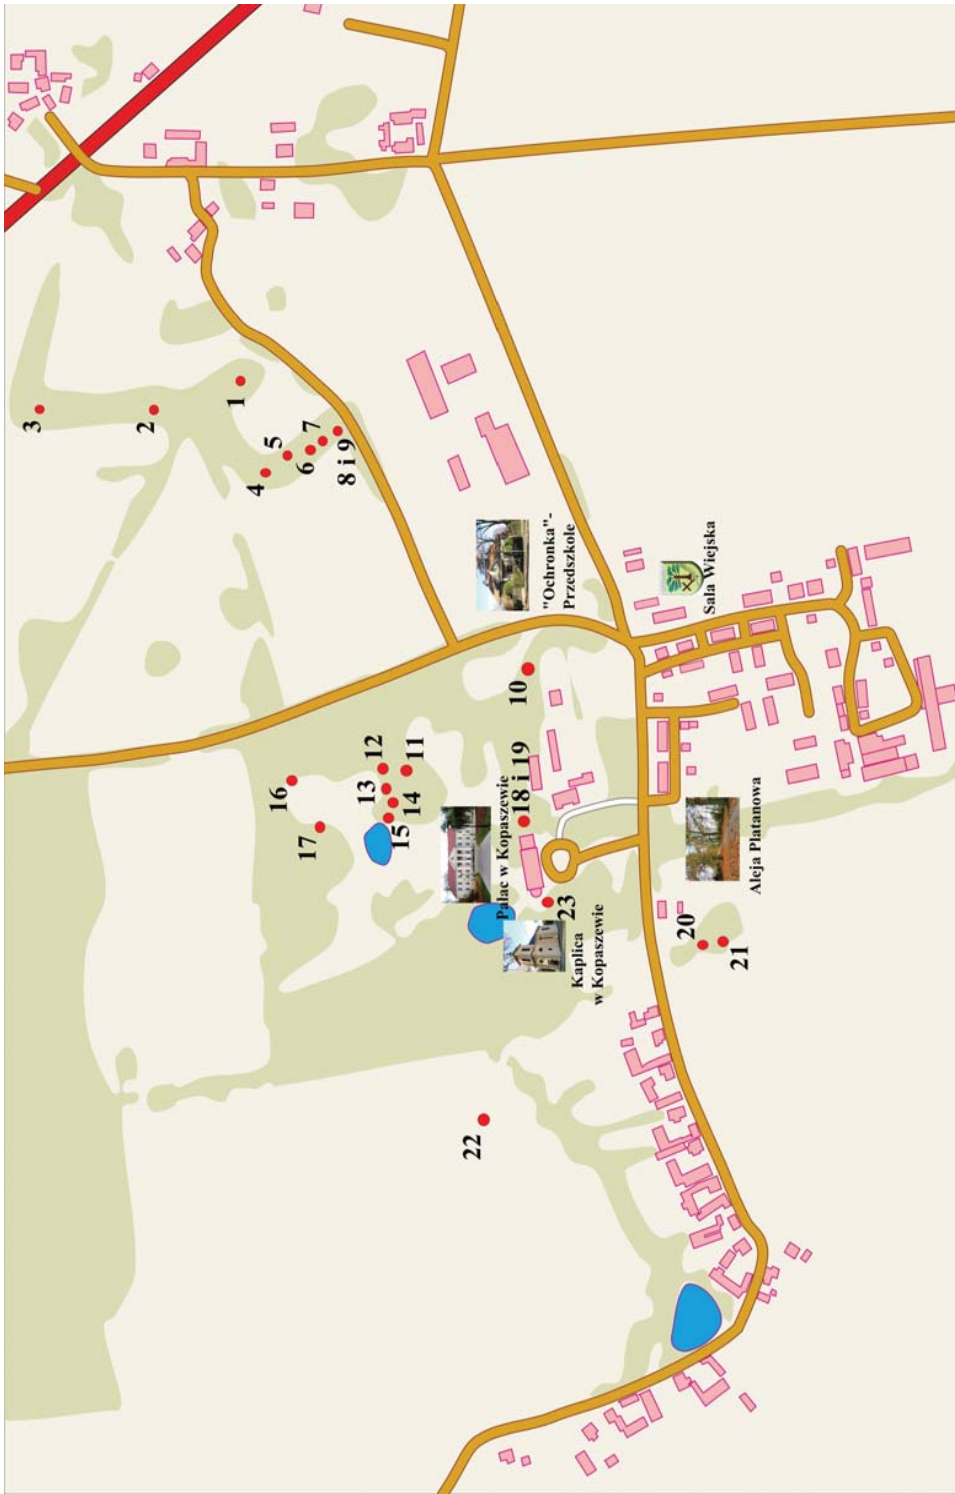 3
2
1
4
5
16
6
17
7
8 i 9
13
12
15
14
11
22
Pałac w Kopaszewie
10
18 i 19
"Ochronka"-
Przedszkole
23
Kaplica
w Kopaszewie
20
Sala Wiejska
21
Aleja Platanowa